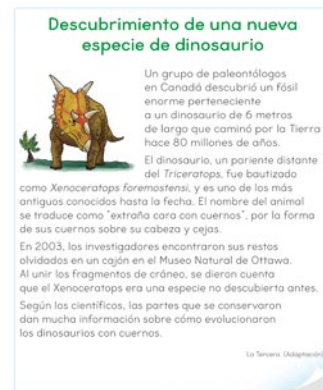 Descubrimiento de una nueva
especie de dinosaurio
Un grupo de paleontólogos
en Canadá descubrió un fósil
enorme perteneciente
a un dinosaurio de 6 metros
de largo que caminó por la Tierra
hace 80 millones de años.
El dinosaurio, un pariente distante
del Triceratops, fue bautizado
como Xenoceratops foremostensi, y es uno de los más
antiguos conocidos hasta la fecha. El nombre del animal
se traduce como "extraña cara con cuernos", por la forma
de sus cuernos sobre su cabeza y cejas.
En 2003, los investigadores encontraron sus restos
olvidados en un cajón en el Museo Natural de Ottawa.
Al unir los fragmentos de cráneo, se dieron cuenta
que el Xenoceratops era una especie no descubierta antes.
Según los científicos, las partes que se conservaron
dan mucha información sobre cómo evolucionaron
los dinosaurios con cuernos.
La Tercera (Adaptación)